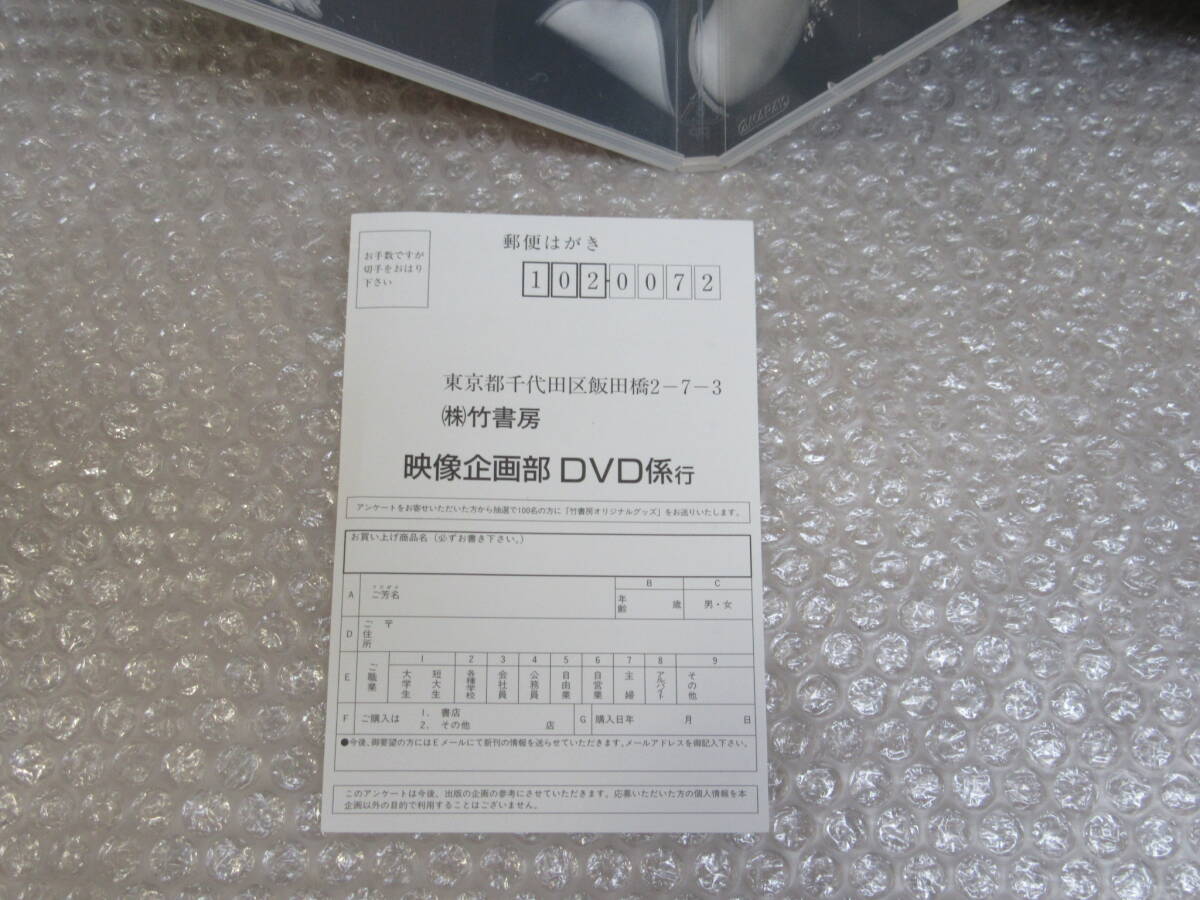 郵便はがき
お手数ですが
切手をおはり
下さい
102-0072
東京都千代田区飯田橋2-7-3
㈱竹書房
映像企画部 DVD係行
アンケートをお寄せいただいた方から抽選で100名の方に「竹書房オリジナルグッズ」をお送りいたします。
お買い上げ商品名(必ずお書き下さい。)
A ご芳名 フリガナ
B 年齢 歳
C 男・女
D ご住所 〒
E ご職業 1 大学生 短大生 2 各種学校 3 会社員 4 公務員 5 自由業 6 自営業 7 主婦 8 アルバイト 9 その他
F ご購入は 1. 書店
2. その他 店
G 購入日年 月 日
●今後、御要望の方にはEメールにて新刊の情報を送らせていただきます。メールアドレスを御記入下さい。
このアンケートは今後、出版の企画の参考にさせていただきます。応募いただいた方の個人情報を本
企画以外の目的で利用することはございません。
AMARAY